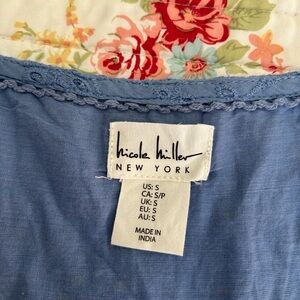 nicole miller
NEW YORK
US: S
CA: S/P
UK: S
EU: S
AU: S
MADE IN
INDIA